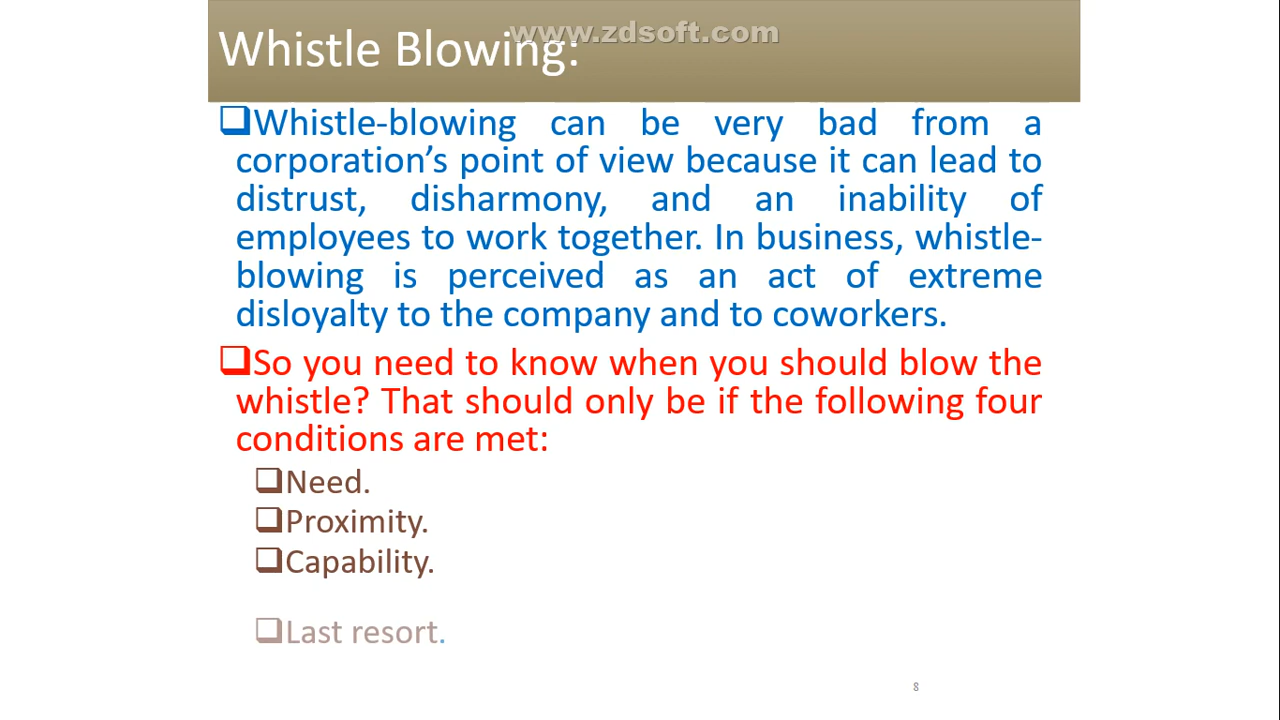 www.zdsoft.com
Whistle Blowing:
❑Whistle-blowing can be very bad from a
corporation’s point of view because it can lead to
distrust, disharmony, and an inability of
employees to work together. In business, whistle-
blowing is perceived as an act of extreme
disloyalty to the company and to coworkers.
❑So you need to know when you should blow the
whistle? That should only be if the following four
conditions are met:
❑Need.
❑Proximity.
❑Capability.
❑Last resort.
8